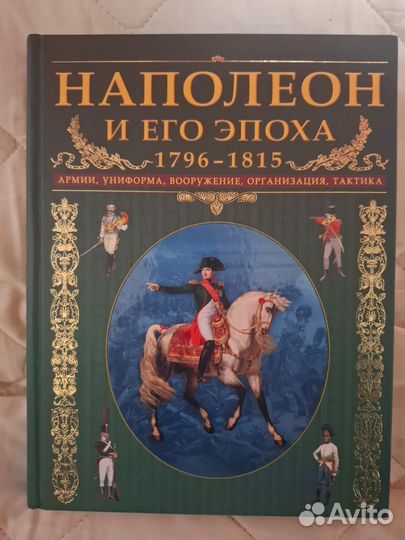 НАПОЛЕОН
И ЕГО ЭПОХА
1796–1815
АРМИИ, УНИФОРМА, ВООРУЖЕНИЕ, ОРГАНИЗАЦИЯ, ТАКТИКА
Avito